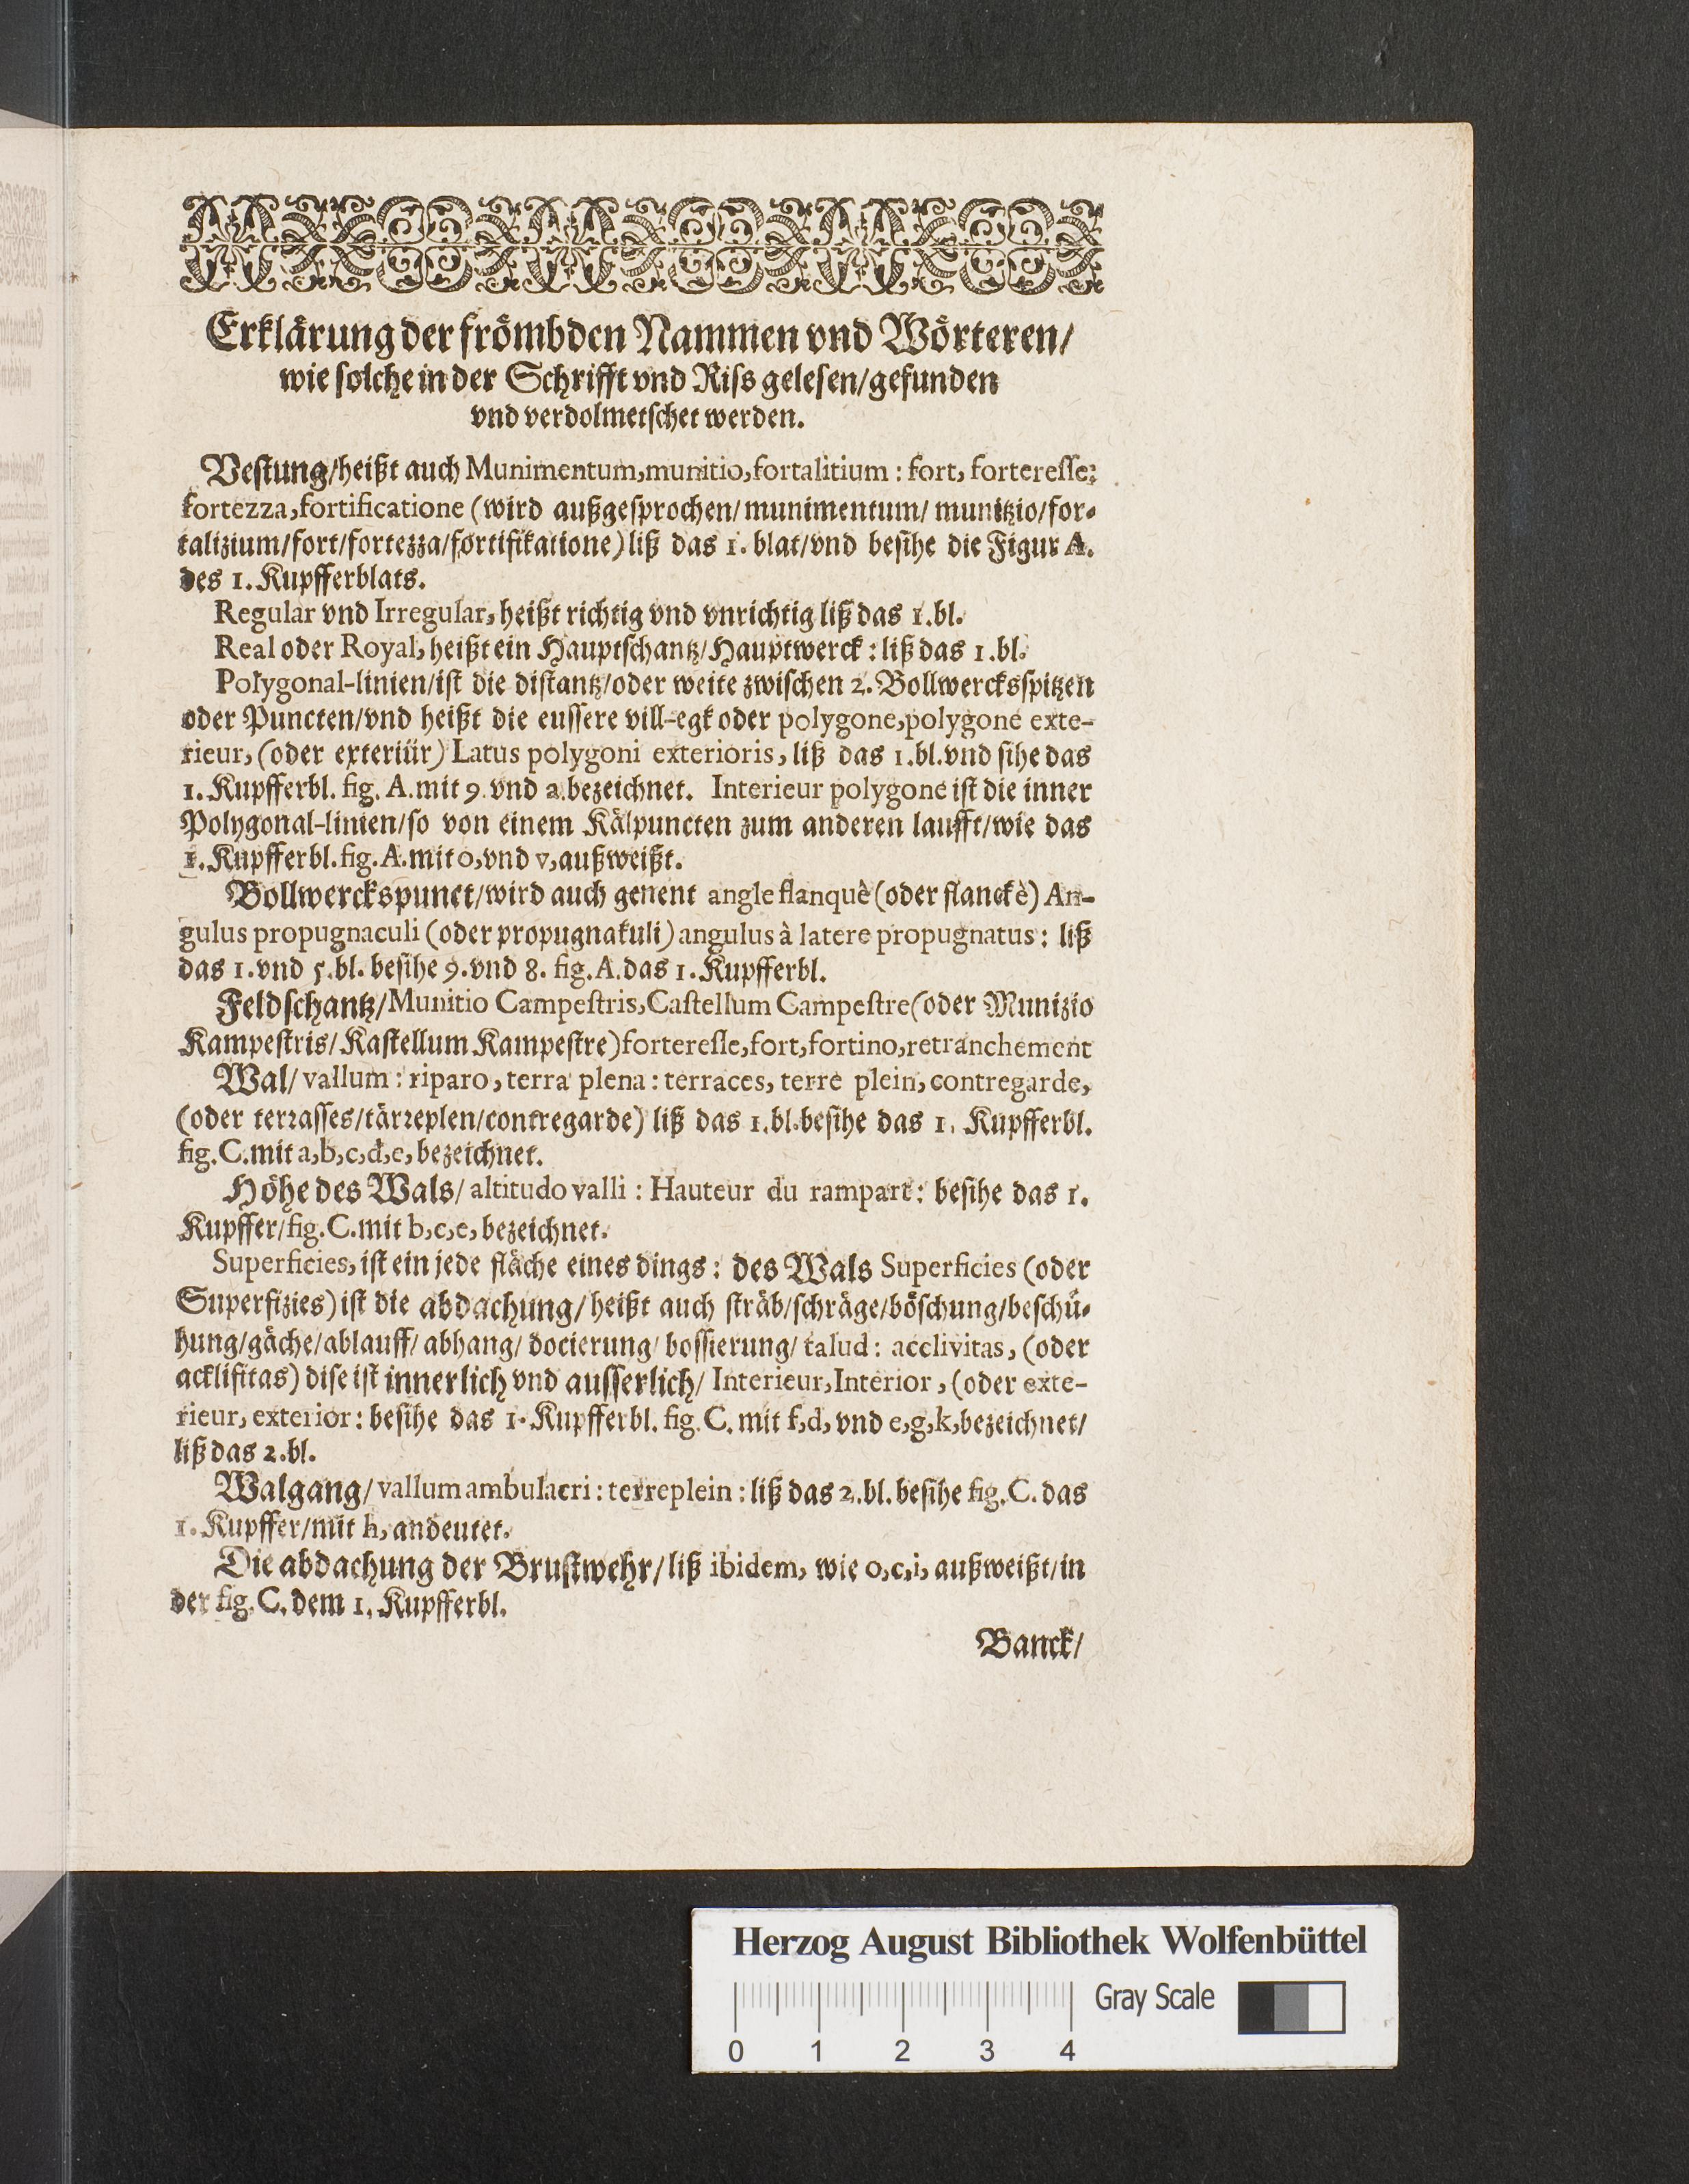 Erklärung der frömbden Nammen vnd Wörteren/
wie solche in der Schrifft vnd Riss gelesen/gefunden
vnd verdolmetschet werden.
Vestung/heißt auch Munimentum, munitio, fortalitium : fort, forteresse;
fortezza, fortificatione (wird außgesprochen/ munimentum/ munitzio/for-
talizium/fort/fortezza/fortifikatione) liß das 1. blat/vnd besihe die Figur A.
des 1. Kupfferblats.
Regular vnd Irregular, heißt richtig vnd vnrichtig liß das 1.bl.
Real oder Royal, heißt ein Hauptschantz/Hauptwerck : liß das 1.bl.
Polygonal-linien/ist die distantz/oder weite zwischen 2. Bollwercksspitzen
oder Puncten/vnd heißt die eussere vill-egk oder polygone, polygone exte-
rieur, (oder exteriür) Latus polygoni exterioris, liß das 1.bl. vnd sihe das
1. Kupfferbl. fig. A. mit 9. vnd a. bezeichnet. Interieur polygone ist die inner
Polygonal-linien/so von einem Kälpuncten zum anderen laufft/wie das
1. Kupfferbl. fig. A. mit o, vnd v, außweißt.
Bollwerckspunct/wird auch genent angle flanquè (oder flanckè) An-
gulus propugnaculi (oder propugnakuli) angulus à latere propugnatus : liß
das 1. vnd 5. bl. besihe 9. vnd 8. fig. A. das 1. Kupfferbl.
Feldschantz/Munitio Campestris, Castellum Campestre (oder Munizio
Kampestris/ Kastellum Kampestre) forteresse, fort, fortino, retranchement
Wal/ vallum : riparo, terra plena : terraces, terre plein, contregarde,
(oder terrasses/tärreplen/contregarde) liß das 1.bl. besihe das 1. Kupfferbl.
fig. C. mit a, b, c, d, e, bezeichnet.
Höhe des Wals/ altitudo valli : Hauteur du rampart : besihe das 1.
Kupffer/fig. C. mit b, c, e, bezeichnet.
Superficies, ist ein jede fläche eines dings : des Wals Superficies (oder
Superfizies) ist die abdachung/ heißt auch sträb/schräge/böschung/beschü-
hung/gäche/ablauff/ abhang/ docierung/ bossierung/ talud : acclivitas, (oder
acklifitas) dise ist innerlich vnd ausserlich/ Interieur, Interior, (oder exte-
rieur, exterior : besihe das 1. Kupfferbl. fig. C. mit f, d, vnd e, g, k, bezeichnet/
liß das 2.bl.
Walgang/ vallum ambulacri : terreplein : liß das 2.bl. besihe fig. C. das
1. Kupffer/mit h, andeutet.
Die abdachung der Brustwehr/ liß ibidem, wie o, c, i, außweißt/in
der fig. C. dem 1. Kupfferbl.
Banck/
Herzog August Bibliothek Wolfenbüttel
Gray Scale
0 1 2 3 4